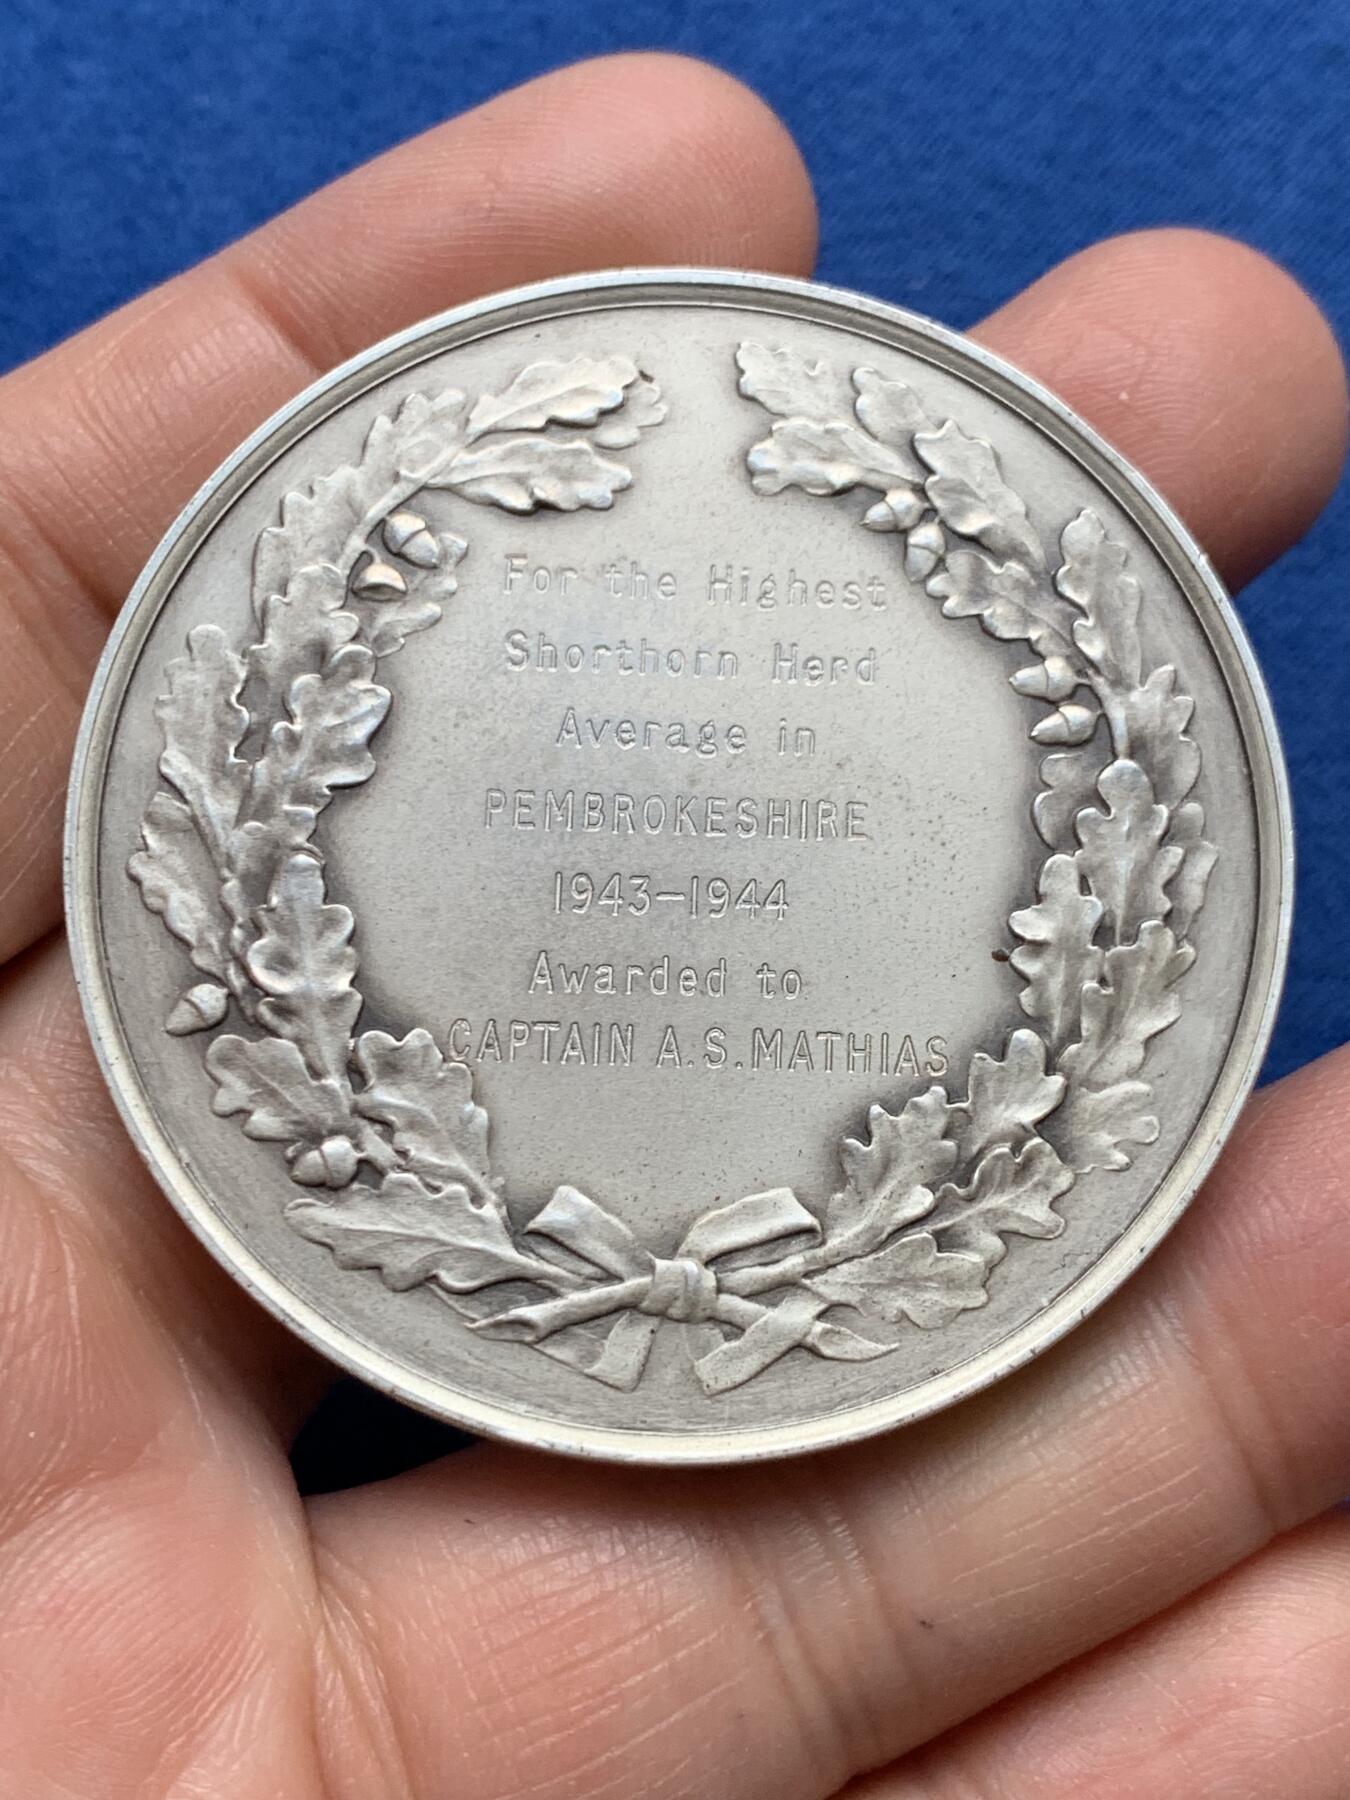 For the Highest
Shorthorn Herd
Average in
PEMBROKESHIRE
1943-1944
Awarded to
CAPTAIN A.S.MATHIAS